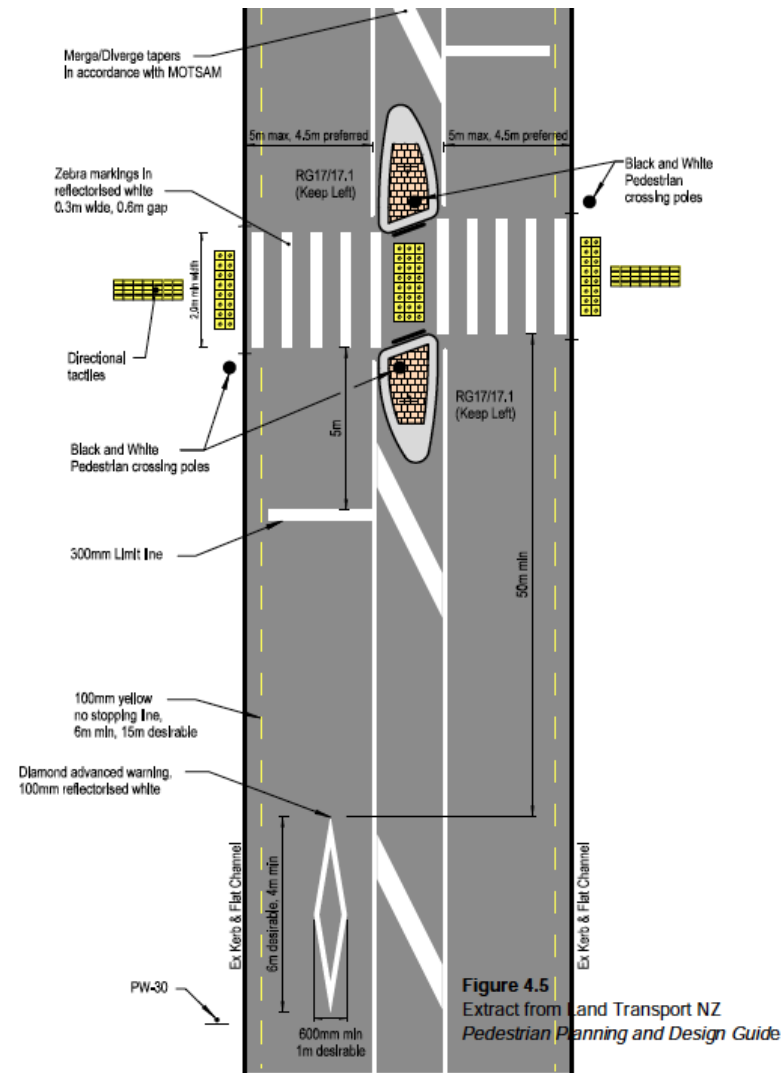 Merge/Diverge tapers
in accordance with MOTSAM
5m max, 4.5m preferred
5m max, 4.5m preferred
RG17/17.1
(Keep Left)
Black and White
Pedestrian
crossing poles
Zebra markings in
reflectorised white
0.3m wide, 0.6m gap
2.0m min width
Directional
tactiles
RG17/17.1
(Keep Left)
Black and White
Pedestrian crossing poles
5m
300mm Limit line
50m min
100mm yellow
no stopping line,
6m min, 15m desirable
Diamond advanced warning,
100mm reflectorised white
Ex Kerb & Flat Channel
6m desirable, 4m min
Ex Kerb & Flat Channel
PW-30
600mm min
1m desirable
Figure 4.5
Extract from Land Transport NZ
Pedestrian Planning and Design Guide